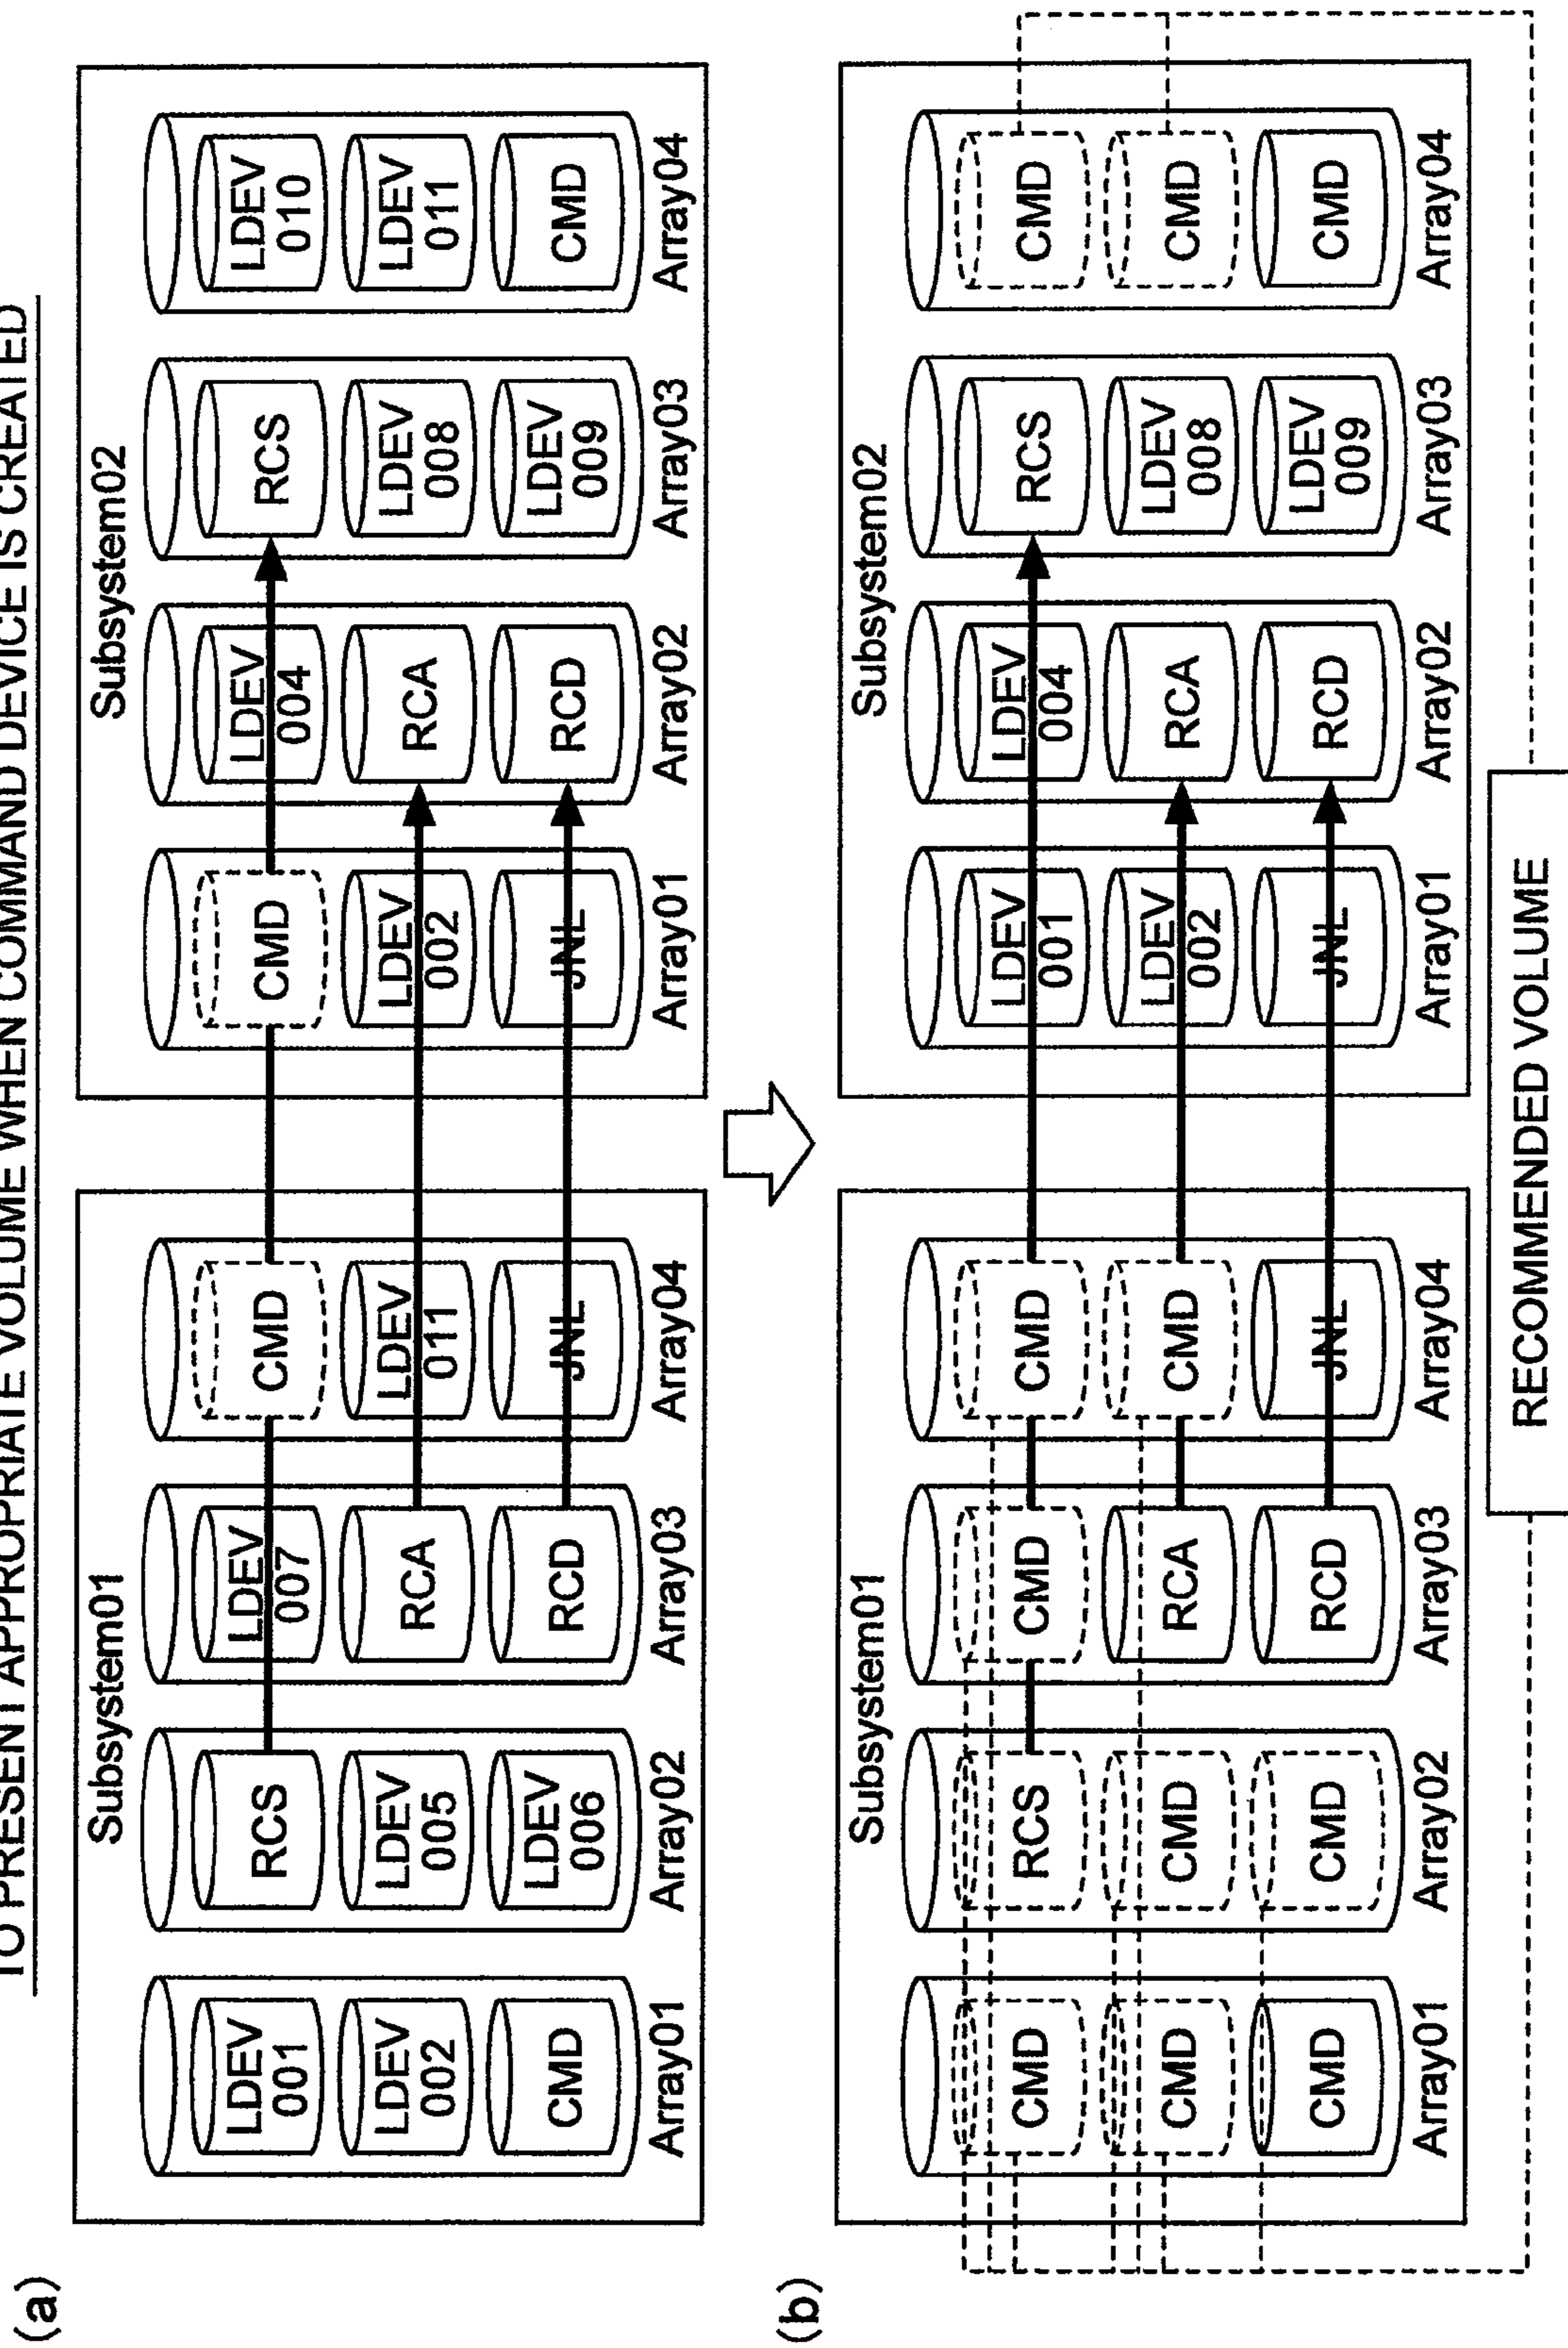 TO PRESENT APPROPRIATE VOLUME WHEN COMMAND DEVICE IS CREATED
(a)
Subsystem01
LDEV
001
LDEV
002
CMD
Array01
RCS
LDEV
005
LDEV
006
Array02
LDEV
007
RCA
RCD
Array03
CMD
LDEV
011
JNL
Array04
Subsystem02
CMD
LDEV
002
JNL
Array01
LDEV
004
RCA
RCD
Array02
RCS
LDEV
008
LDEV
009
Array03
LDEV
010
LDEV
011
CMD
Array04
(b)
Subsystem01
CMD
CMD
CMD
Array01
RCS
CMD
CMD
Array02
CMD
RCA
RCD
Array03
CMD
CMD
JNL
Array04
Subsystem02
LDEV
001
LDEV
002
JNL
Array01
LDEV
004
RCA
RCD
Array02
RCS
LDEV
008
LDEV
009
Array03
CMD
CMD
CMD
Array04
RECOMMENDED VOLUME